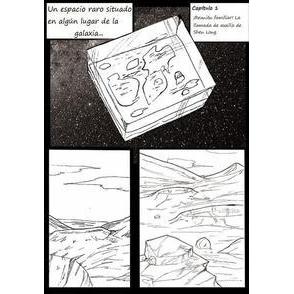 Un espacio raro situado
en algún lugar de la
galaxia...
Capítulo 1
¡Reunión familiar! La
llamada de auxilio de
Shen Long